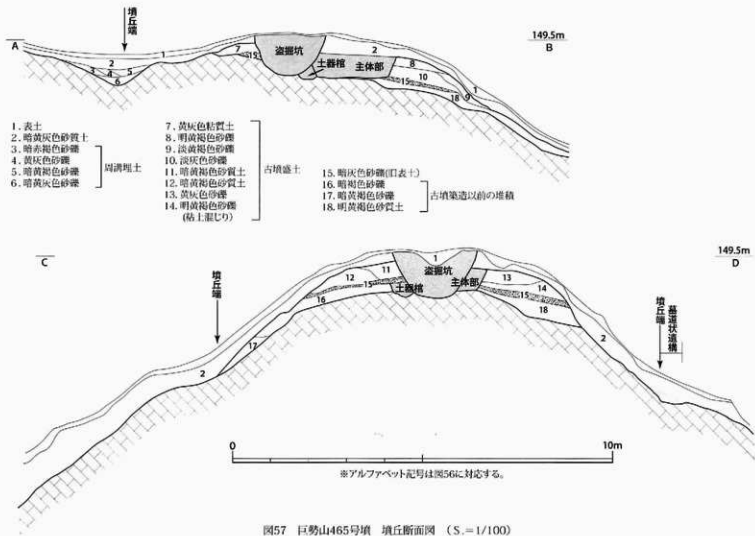 墳丘端
149.5m
A
B
1
2
3
4
5
6
7
15
盗掘坑
土器棺
主体部
2
8
10
15
18
9
1
1. 表土
2. 暗黄灰色砂質土
3. 暗赤褐色砂礫
4. 黄灰色砂礫
5. 暗黄褐色砂礫
6. 暗黄灰色砂礫
周溝埋土
7. 黄灰色粘質土
8. 明黄褐色砂礫
9. 淡黄褐色砂礫
10. 淡灰色砂礫
11. 暗黄褐色砂質土
12. 暗黄褐色砂質土
13. 黄灰色砂礫
14. 明黄褐色砂礫
(粘土混じり)
古墳盛土
15. 暗灰色砂礫(旧表土)
16. 暗褐色砂礫
17. 暗黄褐色砂礫
18. 明黄褐色砂質土
古墳築造以前の堆積
C
149.5m
D
墳丘端
1
盗掘坑
土器棺
主体部
11
12
15
16
17
2
13
14
15
18
2
墳丘端
墓道状遺構
0
10m
※アルファベット記号は図56に対応する。
図57 巨勢山465号墳 墳丘断面図 (S.=1/100)